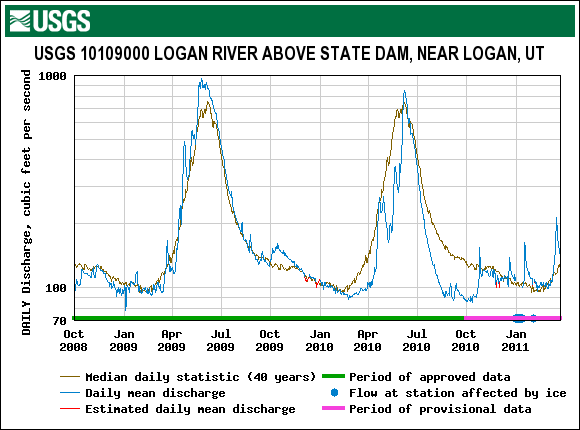 USGS
USGS 10109000 LOGAN RIVER ABOVE STATE DAM, NEAR LOGAN, UT
DAILY Discharge, cubic feet per second
1000
100
70
Oct 2008
Jan 2009
Apr 2009
Jul 2009
Oct 2009
Jan 2010
Apr 2010
Jul 2010
Oct 2010
Jan 2011
Median daily statistic (40 years)
Period of approved data
Daily mean discharge
Flow at station affected by ice
Estimated daily mean discharge
Period of provisional data